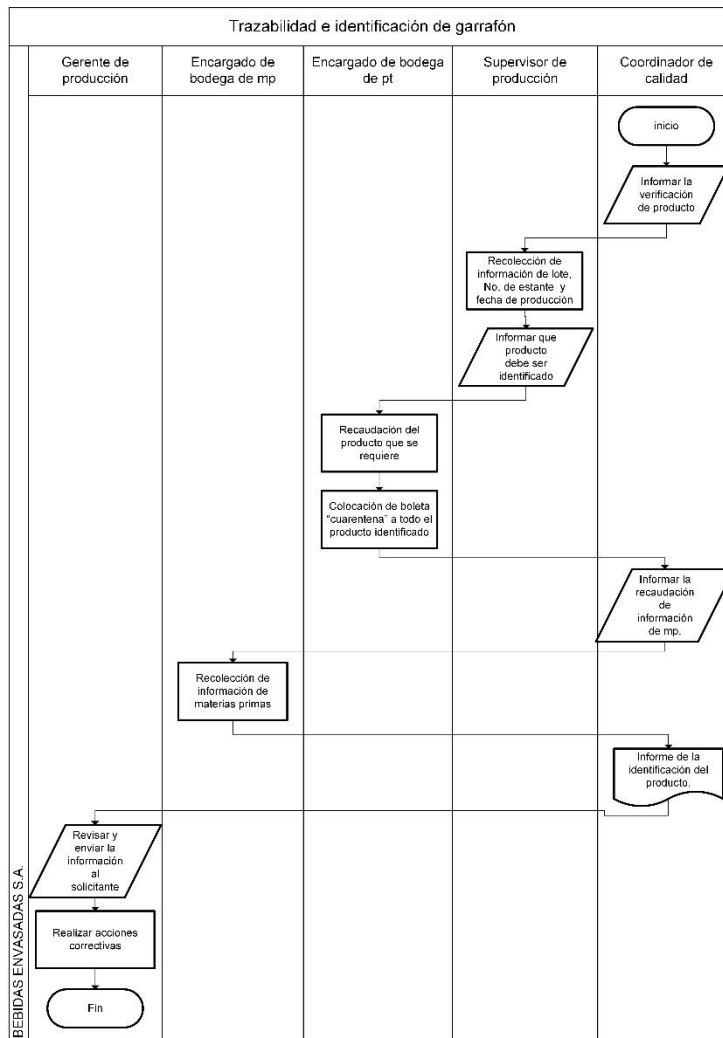 Trazabilidad e identificación de garrafón
Gerente de
producción
Encargado de
bodega de mp
Encargado de bodega
de pt
Supervisor de
producción
Coordinador de
calidad
inicio
Informar la
verificación
de producto
Recolección de
información de lote,
No. de estante y
fecha de producción
Informar que
producto
debe ser
identificado
Recaudación del
producto que se
requiere
Colocación de boleta
"cuarentena" a todo el
producto identificado
Informar la
recaudación
de
información
de mp.
Recolección de
información de
materias primas
Informe de la
identificación del
producto.
Revisar y
enviar la
información
al
solicitante
Realizar acciones
correctivas
Fin
BEBIDAS ENVASADAS S.A.